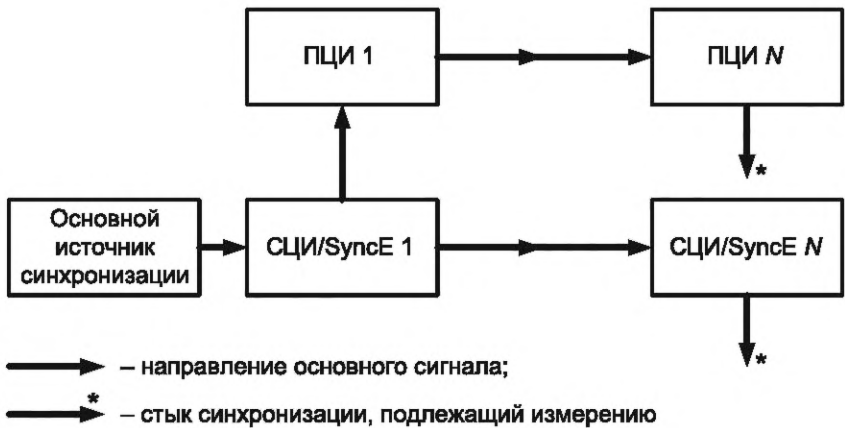 ПЦИ 1
ПЦИ N
*
Основной
источник
синхронизации
СЦИ/SyncE 1
СЦИ/SyncE N
*
– направление основного сигнала;
*
– стык синхронизации, подлежащий измерению